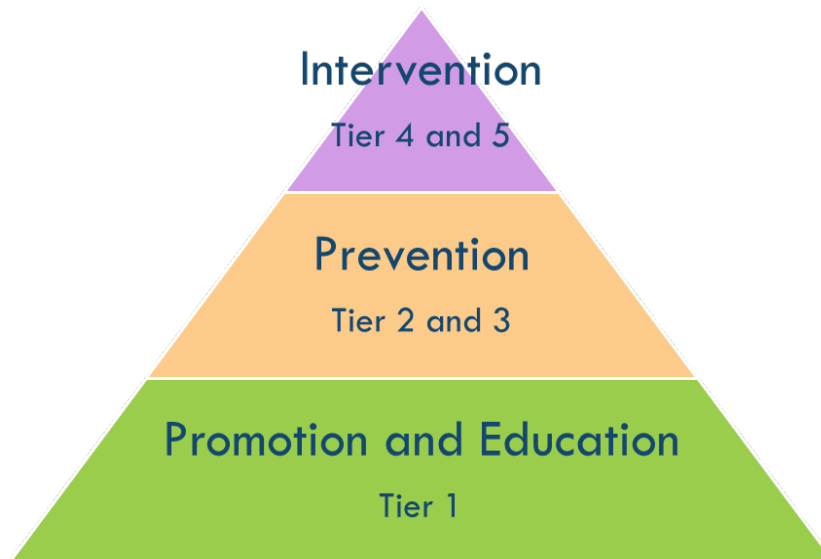 Intervention
Tier 4 and 5
Prevention
Tier 2 and 3
Promotion and Education
Tier 1